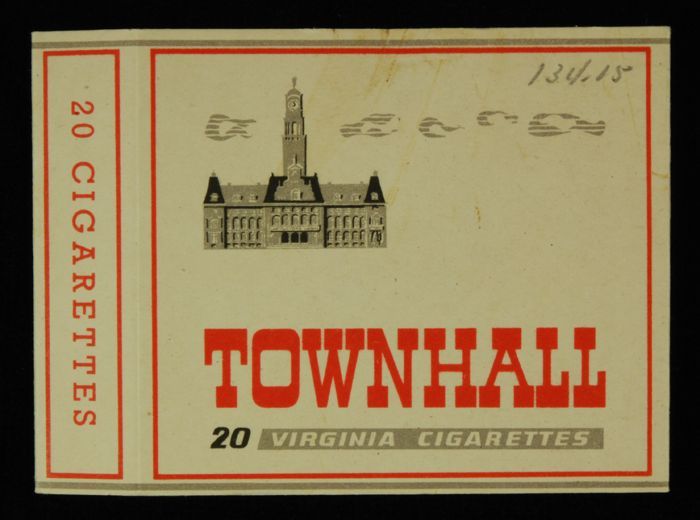 20 CIGARETTES
134.15
TOWNHALL
20 VIRGINIA CIGARETTES